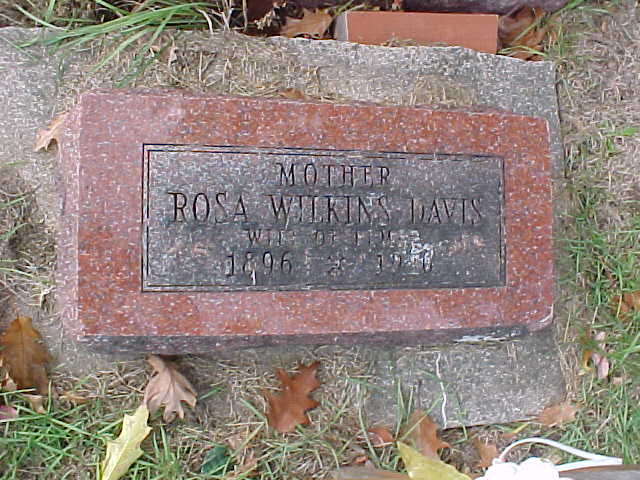 MOTHER
ROSA WILKINS DAVIS
WIFE OF
1896